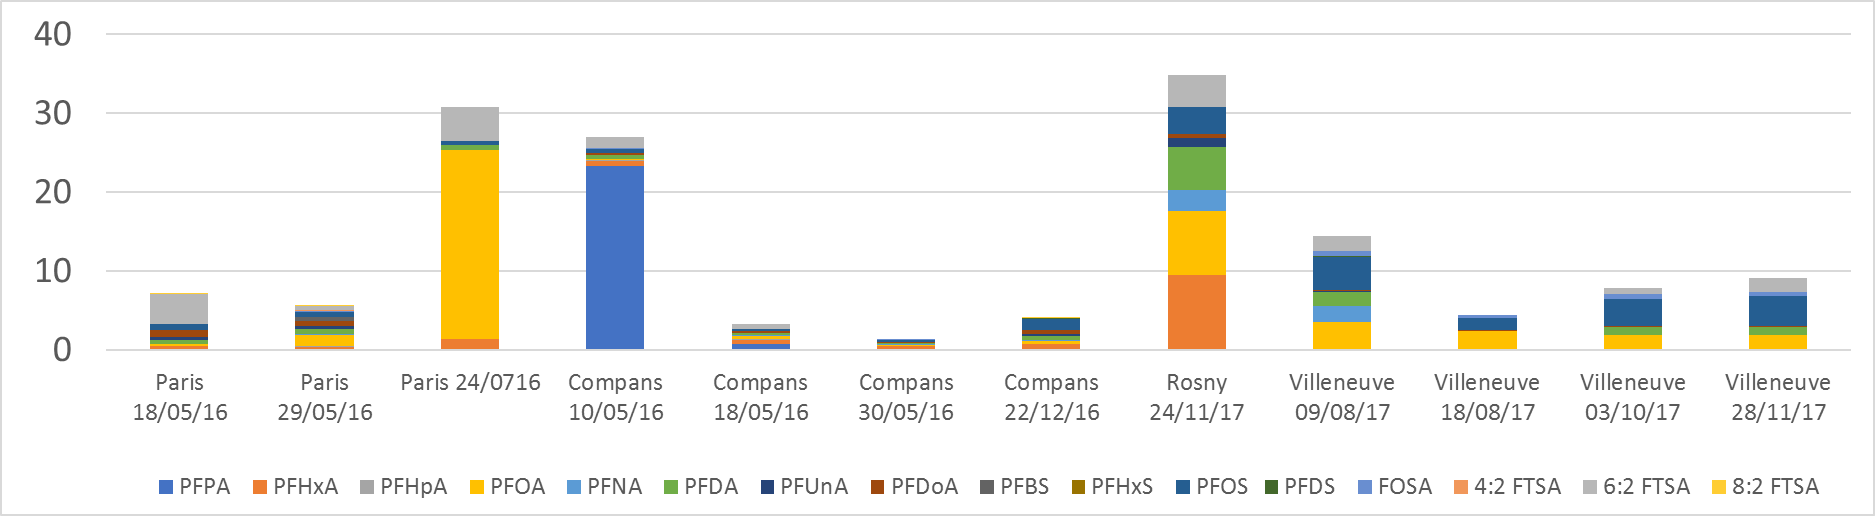 40
30
20
10
0
Paris 18/05/16
Paris 29/05/16
Paris 24/0716
Compans 10/05/16
Compans 18/05/16
Compans 30/05/16
Compans 22/12/16
Rosny 24/11/17
Villeneuve 09/08/17
Villeneuve 18/08/17
Villeneuve 03/10/17
Villeneuve 28/11/17
PFPA PFHxA PFHpA PFOA PFNA PFDA PFUnA PFDoA PFBS PFHxS PFOS PFDS FOSA 4:2 FTSA 6:2 FTSA 8:2 FTSA